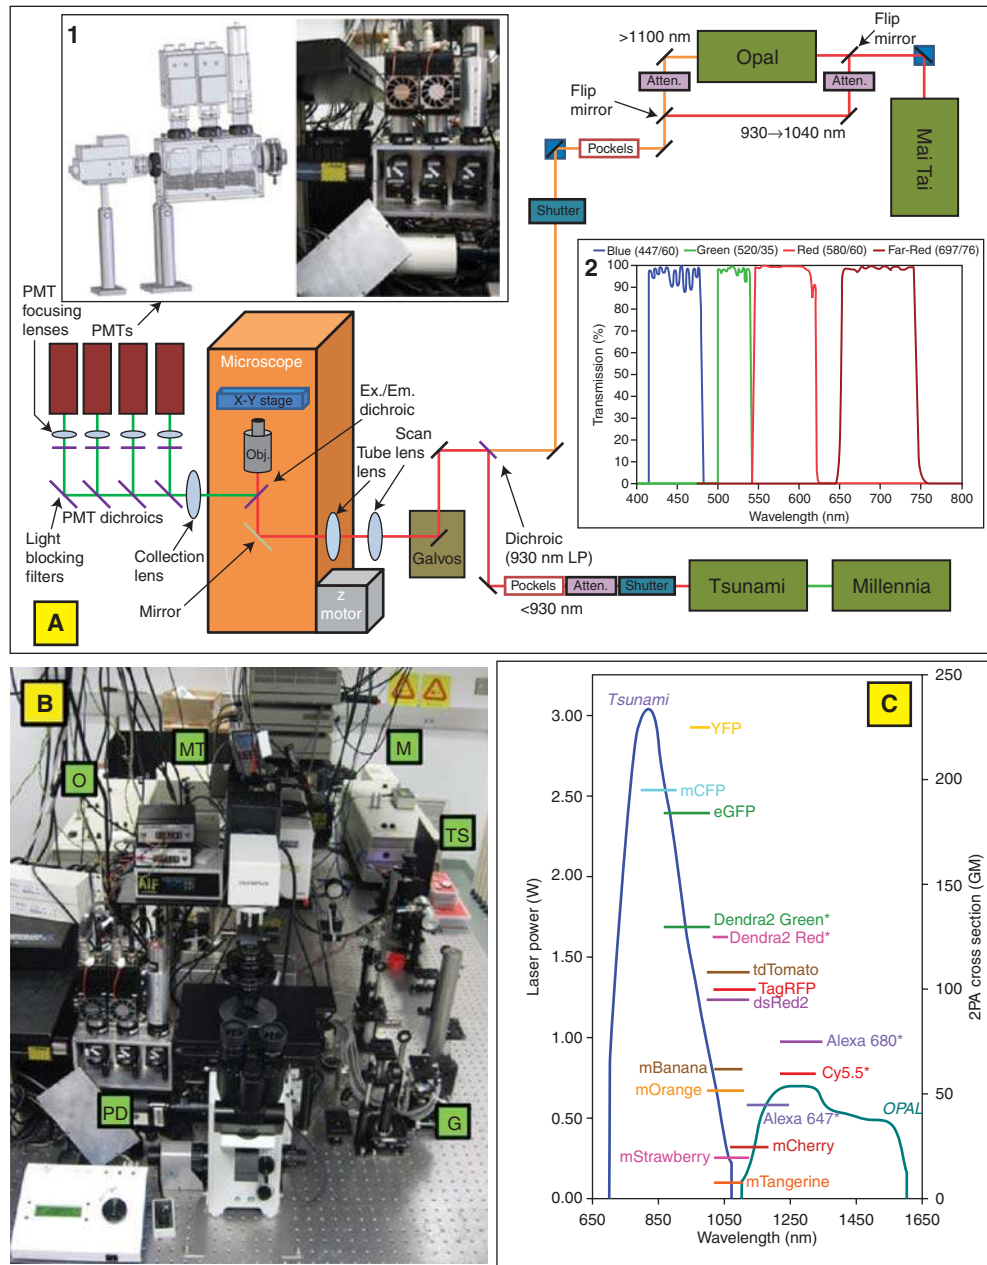 1
>1100 nm
Opal
Flip
mirror
Atten.
Atten.
Flip
mirror
930→1040 nm
Pockels
Mai Tai
Shutter
2
Blue (447/60)
Green (520/35)
Red (580/60)
Far-Red (697/76)
100
90
80
70
60
50
40
30
20
10
0
Transmission (%)
400 450 500 550 600 650 700 750 800
Wavelength (nm)
PMT
focusing
lenses
PMTs
Microscope
X-Y stage
Obj.
Ex./Em.
dichroic
Scan
lens
Tube
lens
PMT dichroics
Light
blocking
filters
Collection
lens
Mirror
Galvos
Dichroic
(930 nm LP)
z
motor
Pockels
Atten.
Shutter
<930 nm
Tsunami
Millennia
A
B
MT
M
O
TS
PD
G
C
Tsunami
YFP
mCFP
eGFP
Dendra2 Green*
Dendra2 Red*
tdTomato
TagRFP
dsRed2
Alexa 680*
mBanana
Cy5.5*
mOrange
OPAL
Alexa 647*
mCherry
mStrawberry
mTangerine
3.00
2.50
2.00
1.50
1.00
0.50
0.00
Laser power (W)
250
200
150
100
50
0
2PA cross section (GM)
650 850 1050 1250 1450 1650
Wavelength (nm)